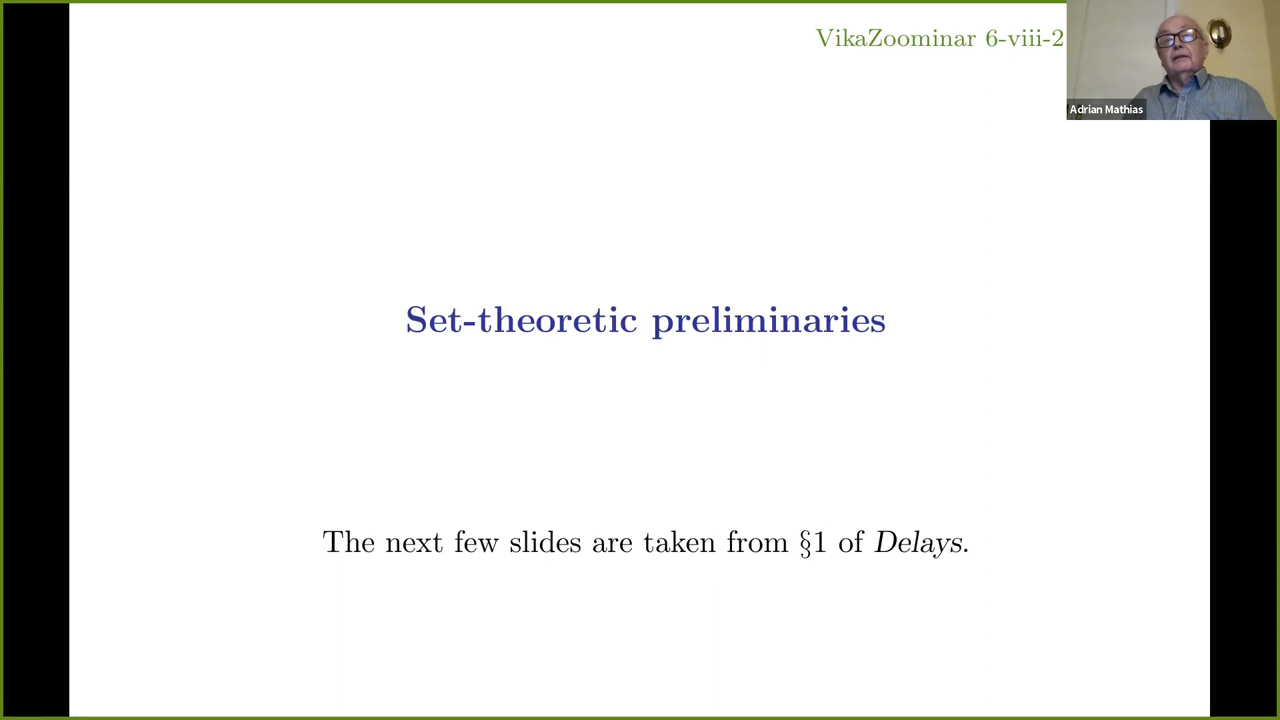 VikaZoominar 6-viii-2
Adrian Mathias
Set-theoretic preliminaries
The next few slides are taken from §1 of Delays.